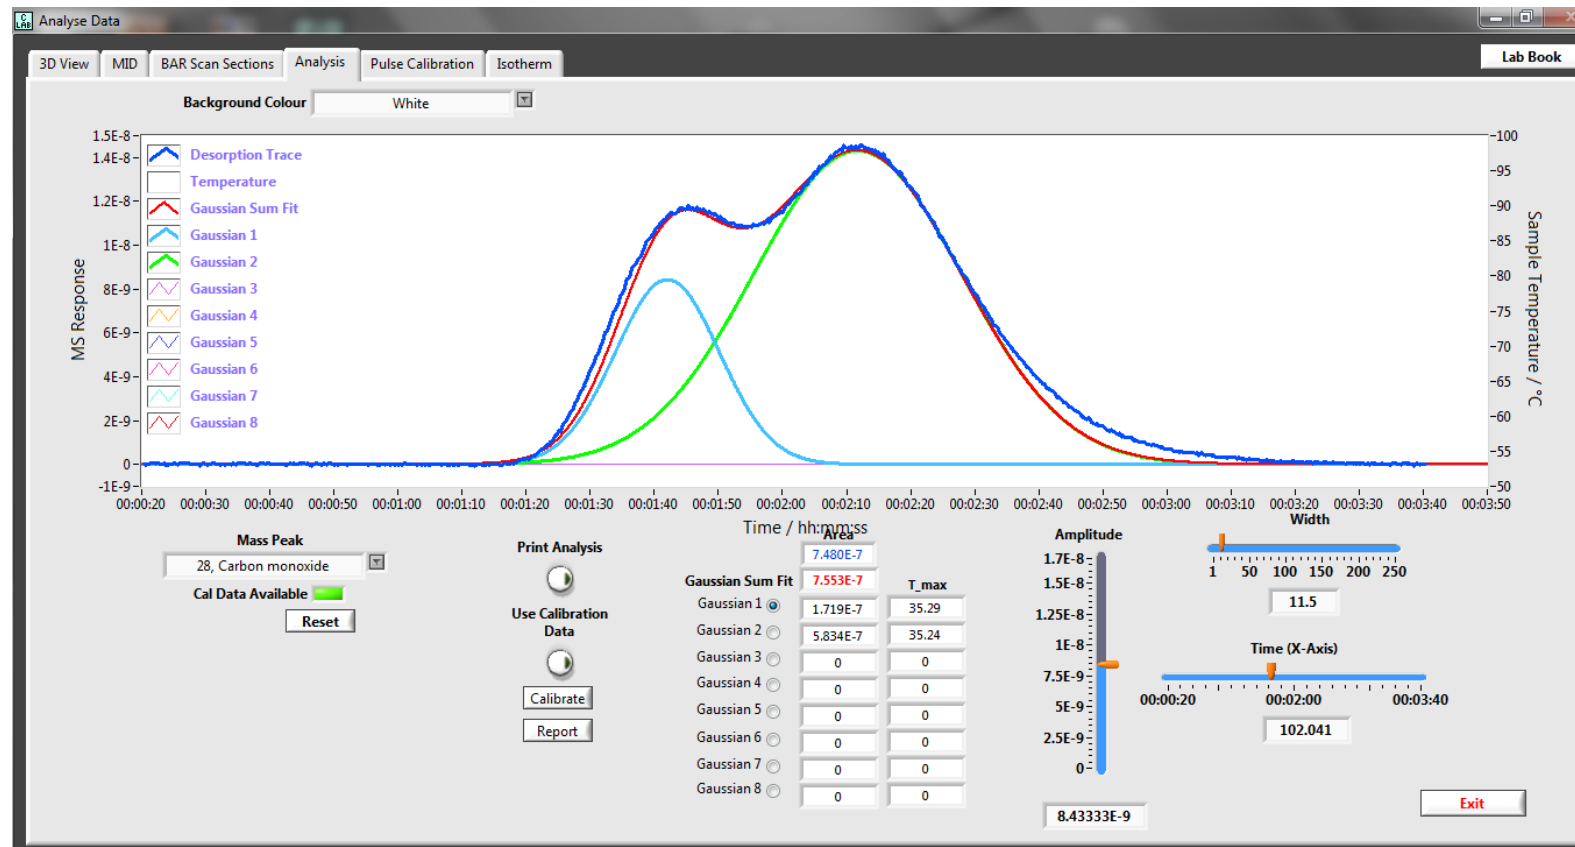 C LAB Analyse Data
3D View MID BAR Scan Sections Analysis Pulse Calibration Isotherm
Lab Book
Background Colour White
MS Response
1.5E-8
1.4E-8
1.2E-8
1E-8
8E-9
6E-9
4E-9
2E-9
0
-1E-9
Desorption Trace
Temperature
Gaussian Sum Fit
Gaussian 1
Gaussian 2
Gaussian 3
Gaussian 4
Gaussian 5
Gaussian 6
Gaussian 7
Gaussian 8
100
95
90
85
80
75
70
65
60
55
50
Sample Temperature / °C
00:00:20 00:00:30 00:00:40 00:00:50 00:01:00 00:01:10 00:01:20 00:01:30 00:01:40 00:01:50 00:02:00 00:02:10 00:02:20 00:02:30 00:02:40 00:02:50 00:03:00 00:03:10 00:03:20 00:03:30 00:03:40 00:03:50
Time / hh:mm:ss
Mass Peak
28, Carbon monoxide
Cal Data Available
Reset
Print Analysis
Use Calibration
Data
Calibrate
Report
Area
7.480E-7
Gaussian Sum Fit 7.553E-7 T_max
Gaussian 1 1.719E-7 35.29
Gaussian 2 5.834E-7 35.24
Gaussian 3 0 0
Gaussian 4 0 0
Gaussian 5 0 0
Gaussian 6 0 0
Gaussian 7 0 0
Gaussian 8 0 0
Amplitude
1.7E-8
1.5E-8
1.25E-8
1E-8
7.5E-9
5E-9
2.5E-9
0
8.43333E-9
Width
1 50 100 150 200 250
11.5
Time (X-Axis)
00:00:20 00:02:00 00:03:40
102.041
Exit